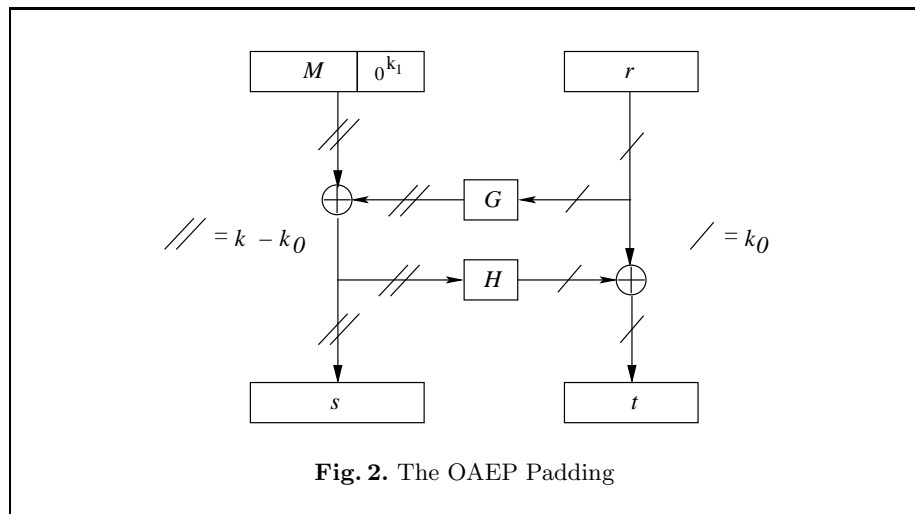 M 0^{k_1} r
G
// = k − k_0 / = k_0
H
s t
Fig. 2. The OAEP Padding